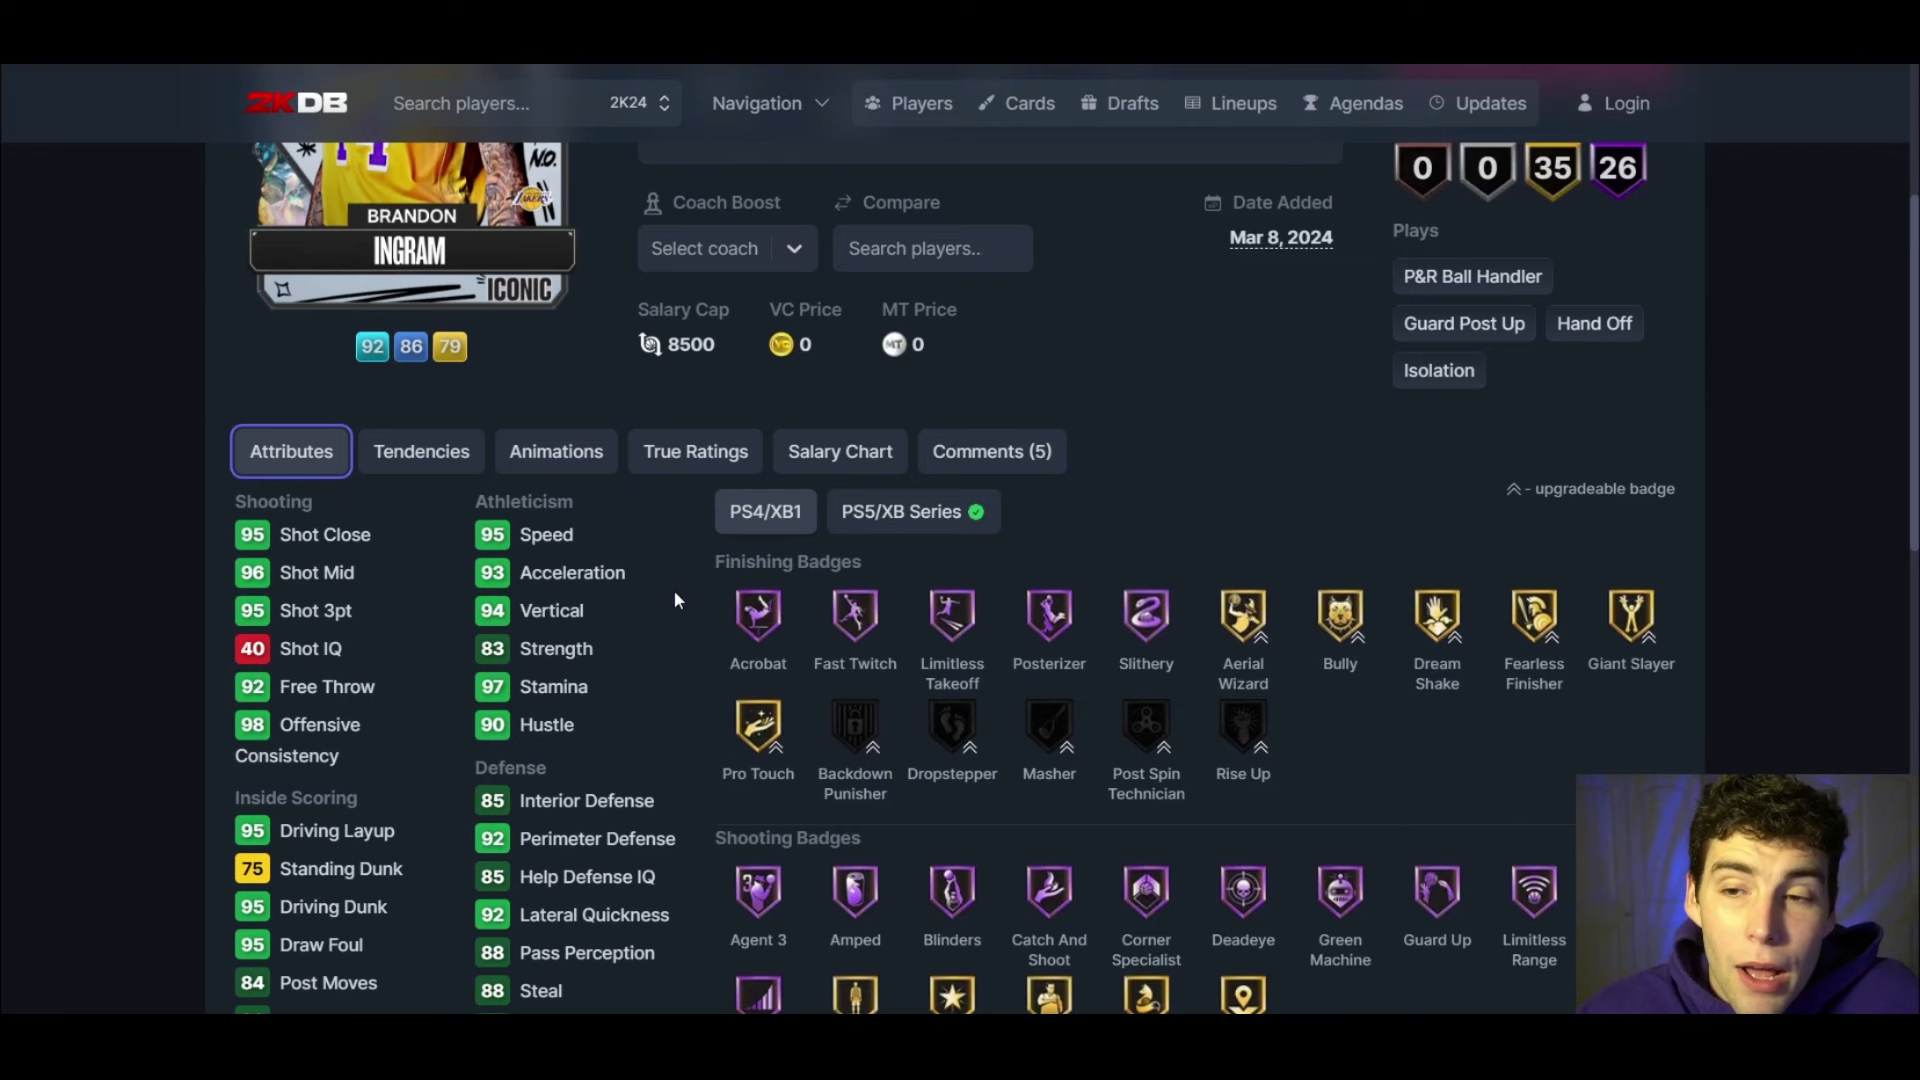 2KDB
Search players...
2K24
Navigation
Players
Cards
Drafts
Lineups
Agendas
Updates
Login
N.O.
LAKERS
BRANDON
INGRAM
ICONIC
92 86 79
Coach Boost
Select coach
Compare
Search players..
Date Added
Mar 8, 2024
Salary Cap
8500
VC Price
VC 0
MT Price
MT 0
0 0 35 26
Plays
P&R Ball Handler
Guard Post Up
Hand Off
Isolation
Attributes
Tendencies
Animations
True Ratings
Salary Chart
Comments (5)
- upgradeable badge
Shooting
95 Shot Close
96 Shot Mid
95 Shot 3pt
40 Shot IQ
92 Free Throw
98 Offensive
Consistency
Inside Scoring
95 Driving Layup
75 Standing Dunk
95 Driving Dunk
95 Draw Foul
84 Post Moves
Athleticism
95 Speed
93 Acceleration
94 Vertical
83 Strength
97 Stamina
90 Hustle
Defense
85 Interior Defense
92 Perimeter Defense
85 Help Defense IQ
92 Lateral Quickness
88 Pass Perception
88 Steal
PS4/XB1
PS5/XB Series
Finishing Badges
Acrobat
Fast Twitch
Limitless
Takeoff
Posterizer
Slithery
Aerial
Wizard
Bully
Dream
Shake
Fearless
Finisher
Giant Slayer
Pro Touch
Backdown
Punisher
Dropstepper
Masher
Post Spin
Technician
Rise Up
Shooting Badges
3
Agent 3
Amped
Blinders
Catch And
Shoot
Corner
Specialist
Deadeye
Green
Machine
Guard Up
Limitless
Range